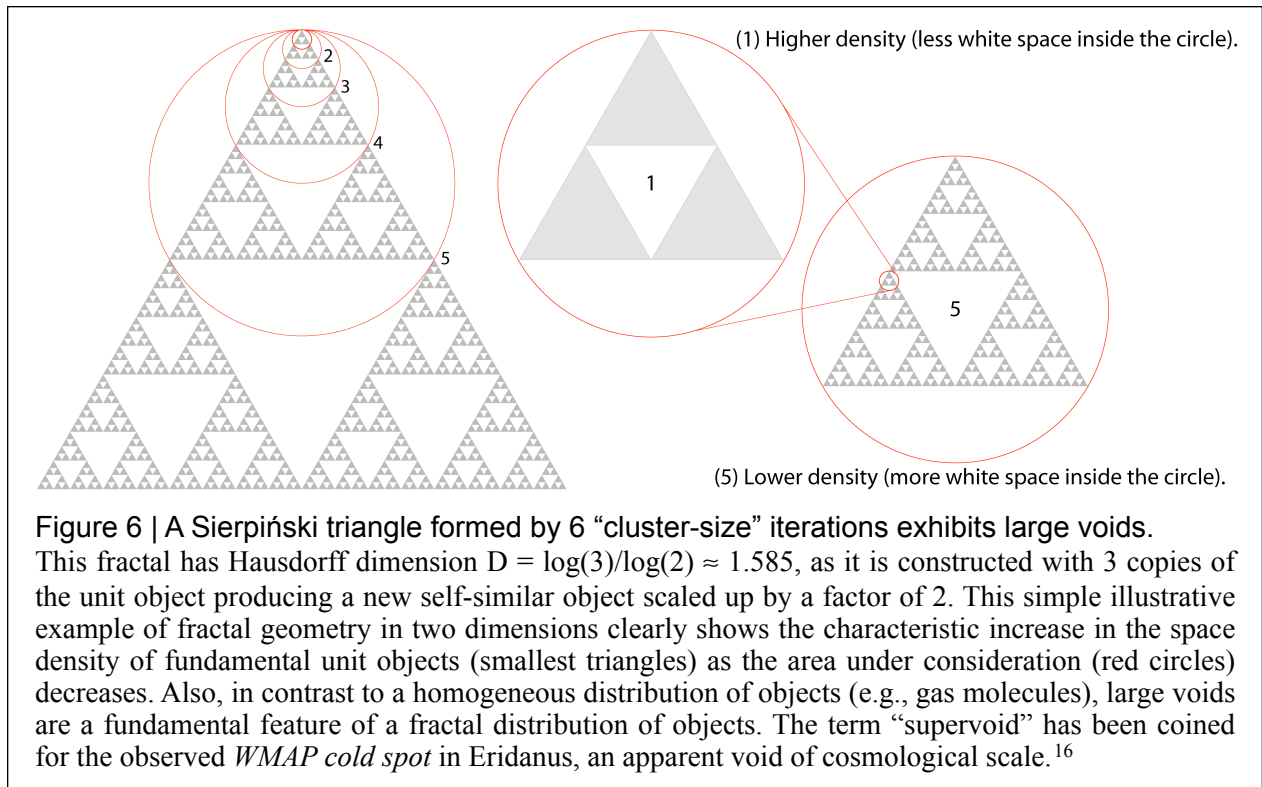 2
3
4
5
(1) Higher density (less white space inside the circle).
1
5
(5) Lower density (more white space inside the circle).
Figure 6 | A Sierpiński triangle formed by 6 “cluster-size” iterations exhibits large voids.
This fractal has Hausdorff dimension D = log(3)/log(2) ≈ 1.585, as it is constructed with 3 copies of
the unit object producing a new self-similar object scaled up by a factor of 2. This simple illustrative
example of fractal geometry in two dimensions clearly shows the characteristic increase in the space
density of fundamental unit objects (smallest triangles) as the area under consideration (red circles)
decreases. Also, in contrast to a homogeneous distribution of objects (e.g., gas molecules), large voids
are a fundamental feature of a fractal distribution of objects. The term “supervoid” has been coined
for the observed WMAP cold spot in Eridanus, an apparent void of cosmological scale.16